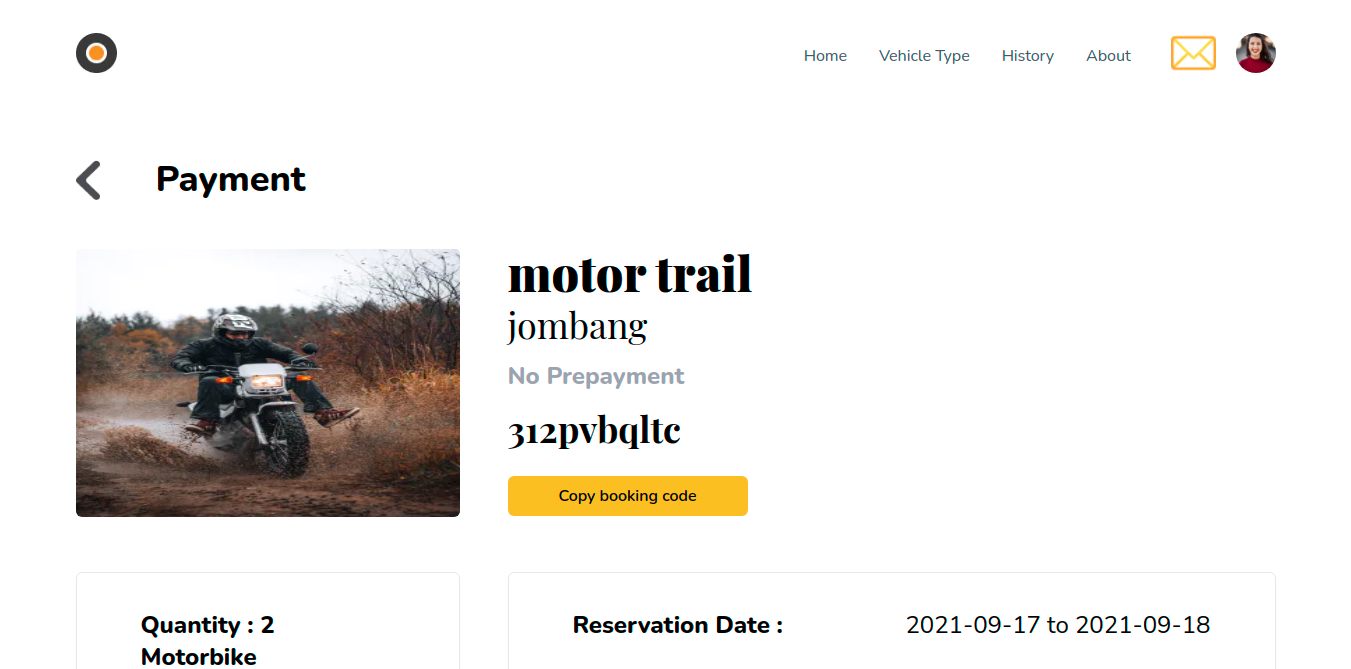 Home Vehicle Type History About
Payment
motor trail
jombang
No Prepayment
312pvbqltc
Copy booking code
Quantity : 2
Motorbike
Reservation Date : 2021-09-17 to 2021-09-18